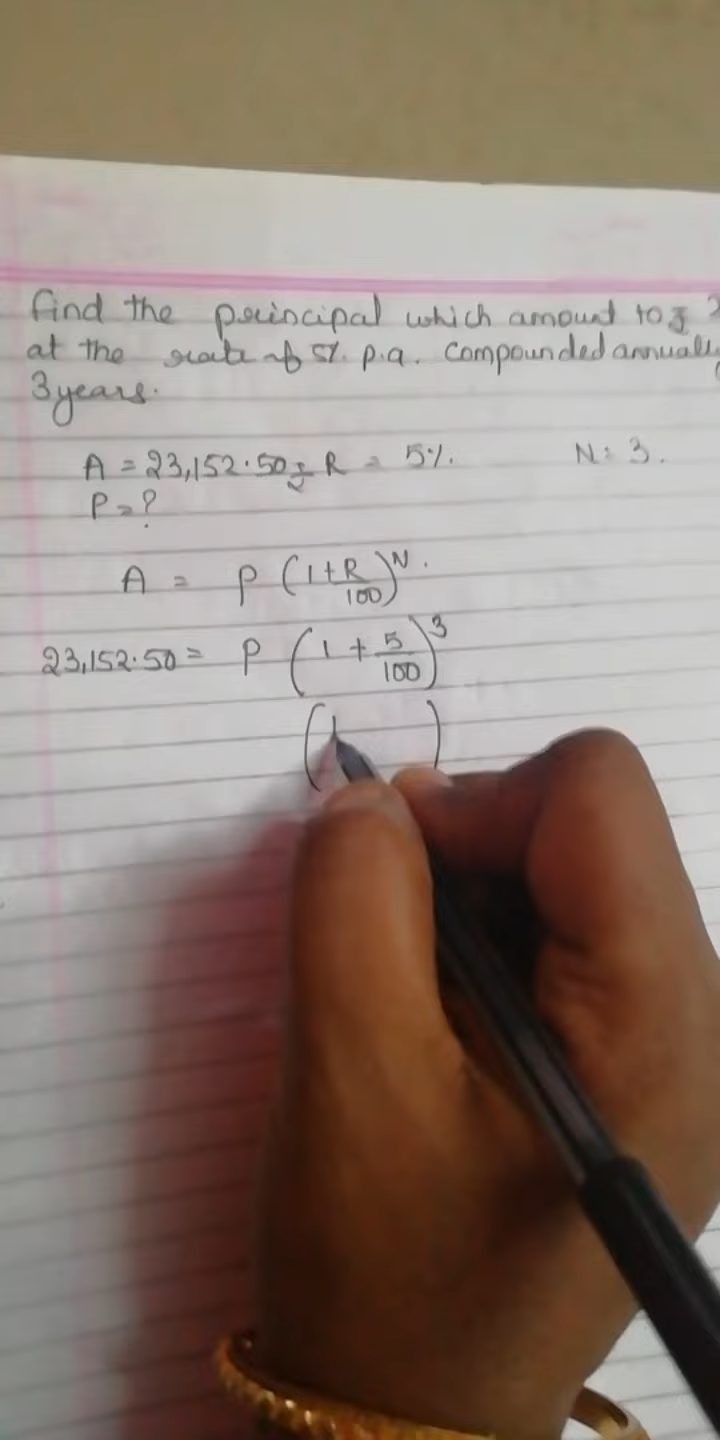 find the principal which amount to ₹
at the rate of 5% p.a. Compounded annually
3 years.
A = 23,152.50 R = 5%. N = 3.
P = ?
A = P (1 + R/100)^N.
23,152.50 = P (1 + 5/100)^3
(1 )